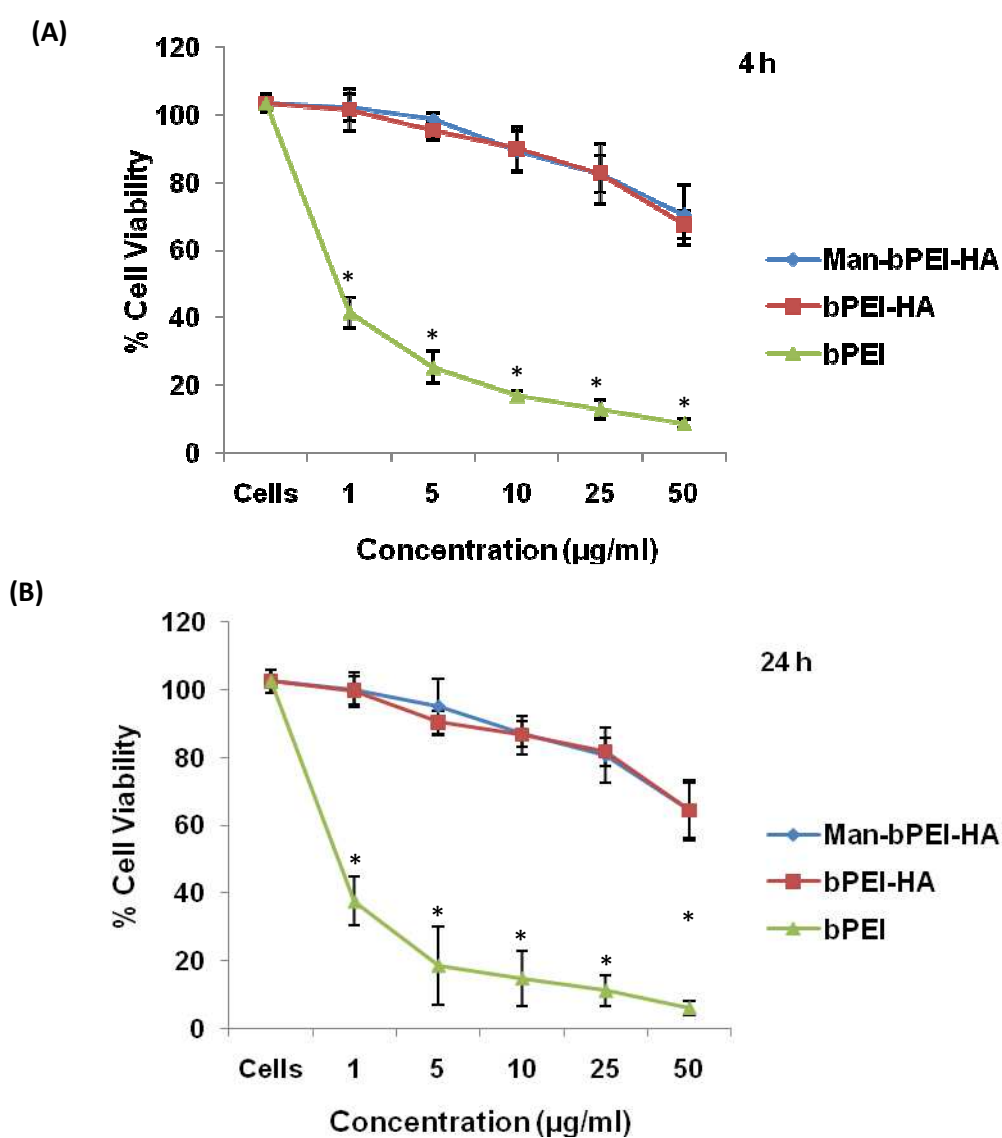 (A)
4 h
120
100
80
60
40
20
0
% Cell Viability
*
*
*
*
*
Man-bPEI-HA
bPEI-HA
bPEI
Cells 1 5 10 25 50
Concentration (µg/ml)
(B)
24 h
120
100
80
60
40
20
0
% Cell Viability
*
*
*
*
*
Man-bPEI-HA
bPEI-HA
bPEI
Cells 1 5 10 25 50
Concentration (µg/ml)